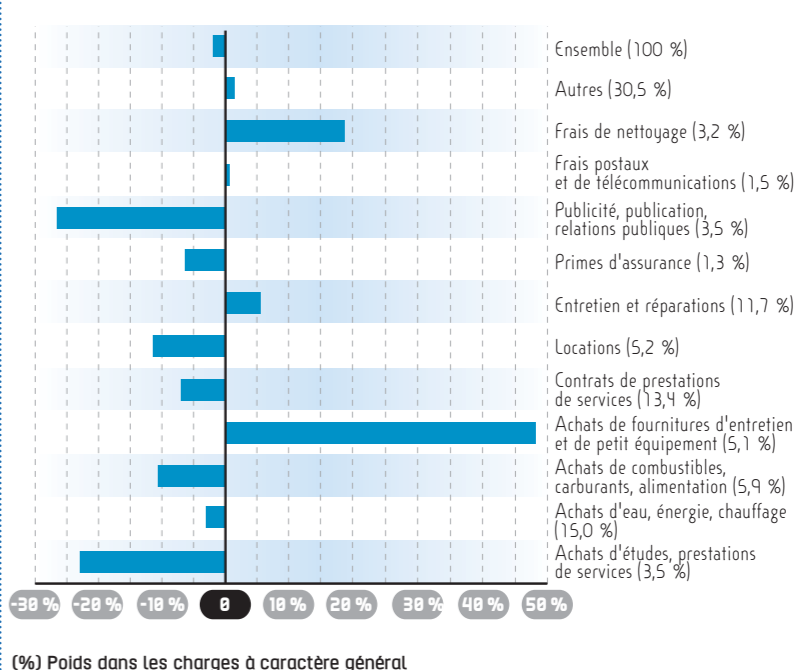 Ensemble (100 %)
Autres (30,5 %)
Frais de nettoyage (3,2 %)
Frais postaux
et de télécommunications (1,5 %)
Publicité, publication,
relations publiques (3,5 %)
Primes d'assurance (1,3 %)
Entretien et réparations (11,7 %)
Locations (5,2 %)
Contrats de prestations
de services (13,4 %)
Achats de fournitures d'entretien
et de petit équipement (5,1 %)
Achats de combustibles,
carburants, alimentation (5,9 %)
Achats d'eau, énergie, chauffage
(15,0 %)
Achats d'études, prestations
de services (3,5 %)
-30 % -20 % -10 % 0 10 % 20 % 30 % 40 % 50 %
(%) Poids dans les charges à caractère général